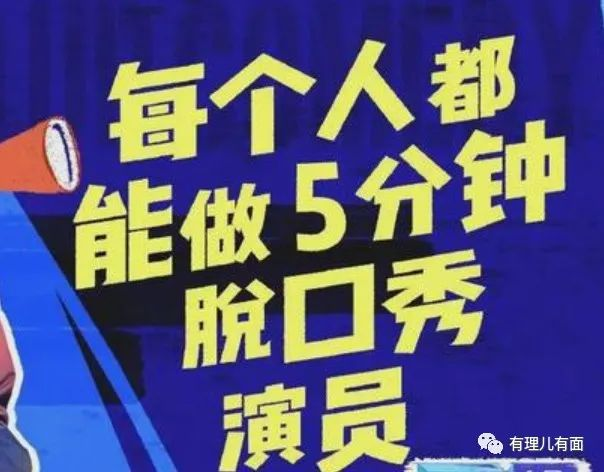 每个人都
能做5分钟
脱口秀
演员
有理儿有面